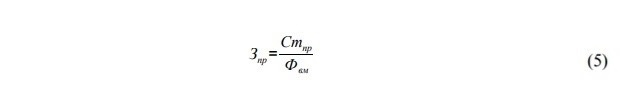 З_пр = Ст_пр / Ф_вм (5)